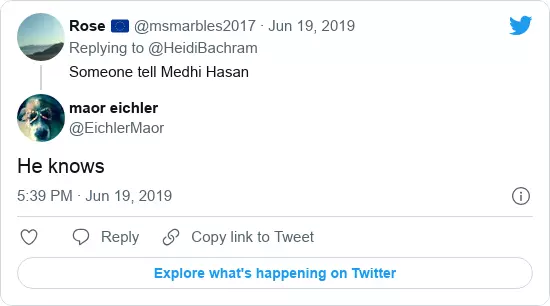 Rose 🇪🇺 @msmarbles2017 · Jun 19, 2019
Replying to @HeidiBachram
Someone tell Medhi Hasan
maor eichler
@EichlerMaor
He knows
5:39 PM · Jun 19, 2019
Reply Copy link to Tweet
Explore what's happening on Twitter